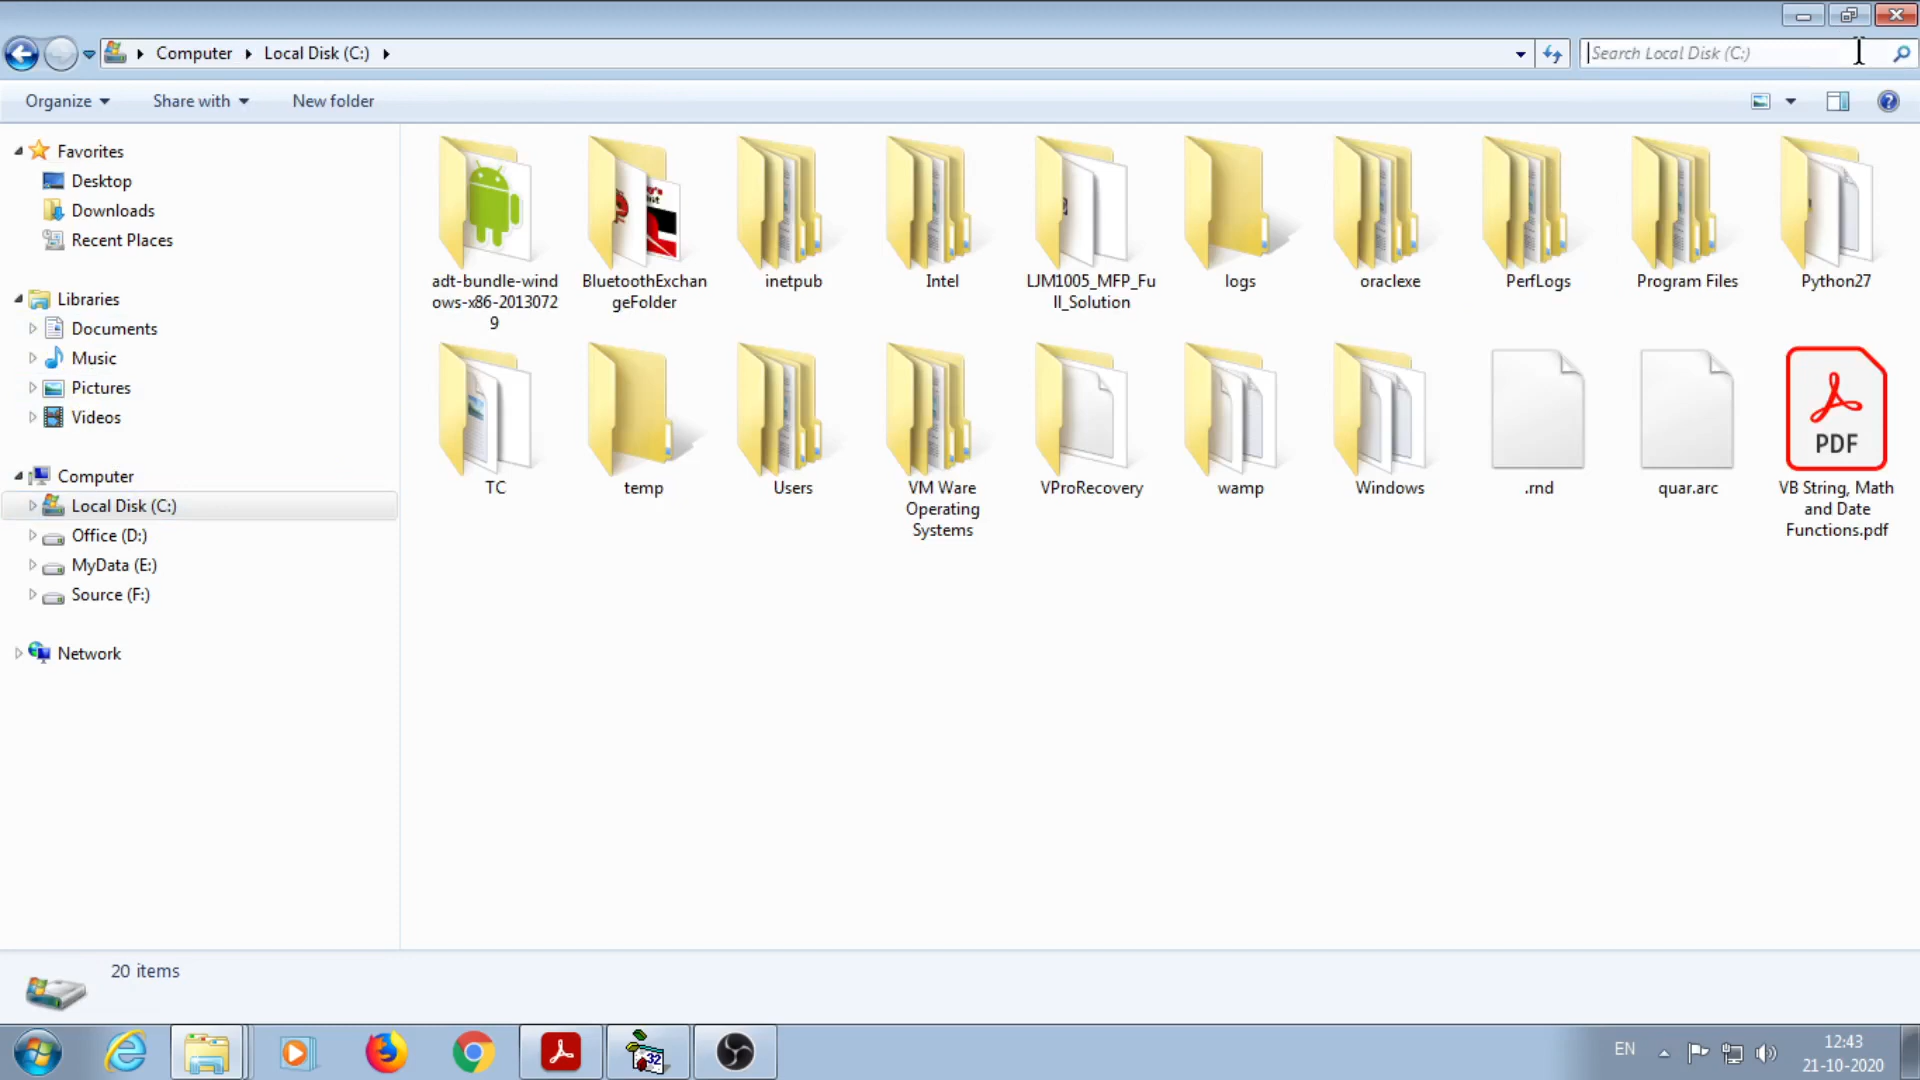 Computer
Local Disk (C:)
Search Local Disk (C:)
Organize
Share with
New folder
Favorites
Desktop
Downloads
Recent Places
Libraries
Documents
Music
Pictures
Videos
Computer
Local Disk (C:)
Office (D:)
MyData (E:)
Source (F:)
Network
adt-bundle-wind
ows-x86-2013072
9
BluetoothExchan
geFolder
inetpub
Intel
LJM1005_MFP_Fu
ll_Solution
logs
oraclexe
PerfLogs
Program Files
Python27
TC
temp
Users
VM Ware
Operating
Systems
VProRecovery
wamp
Windows
.rnd
quar.arc
PDF
VB String, Math
and Date
Functions.pdf
20 items
32
EN
12:43
21-10-2020